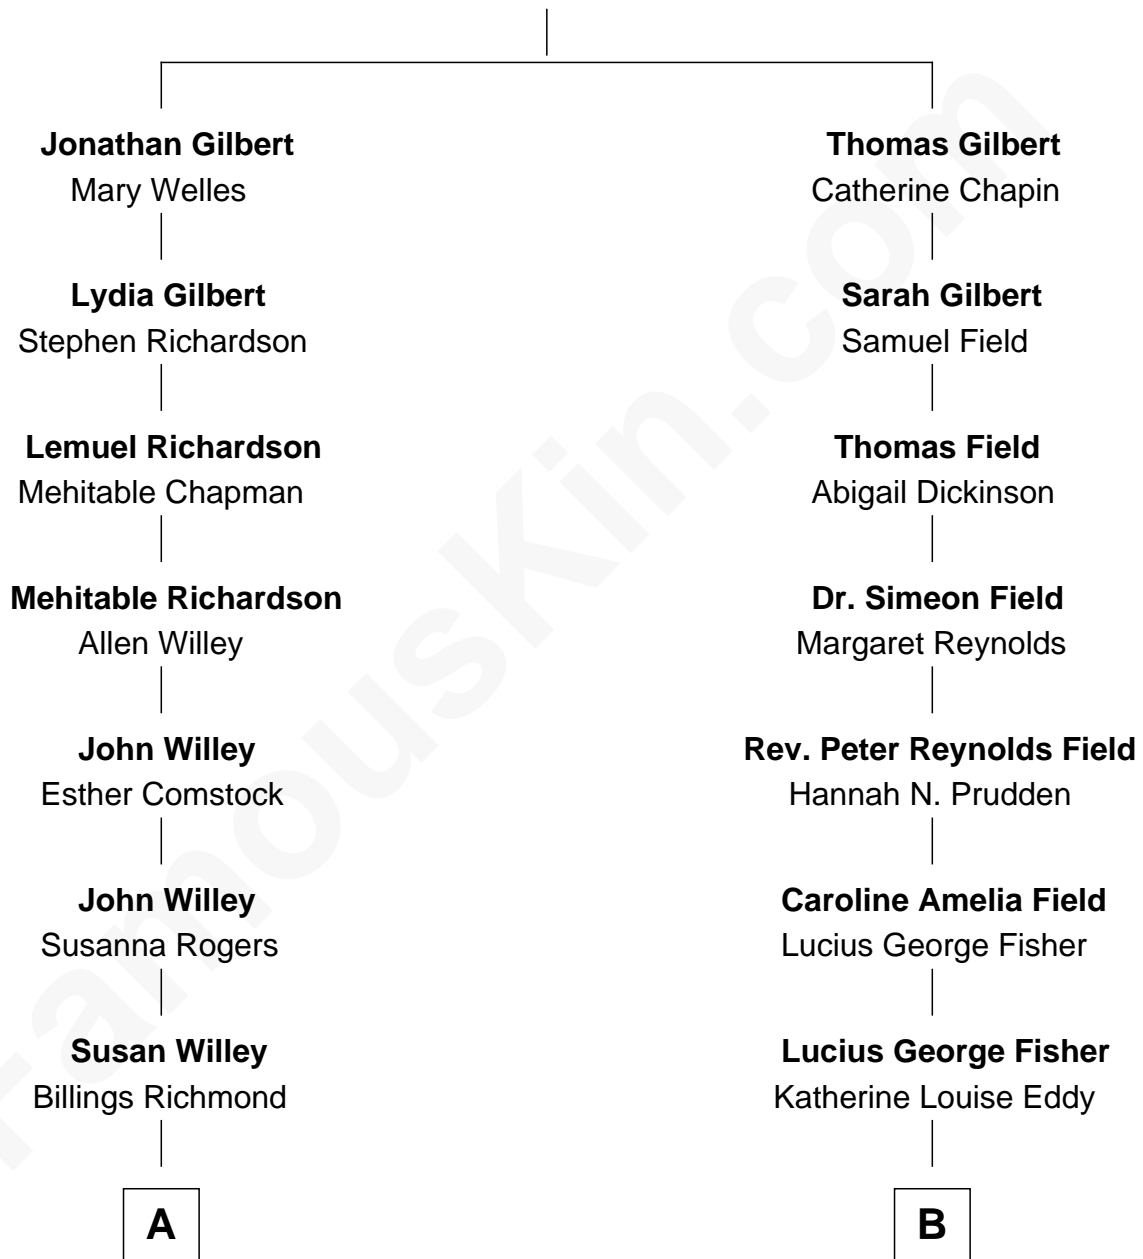 Jonathan Gilbert
Mary Welles
Lydia Gilbert
Stephen Richardson
Lemuel Richardson
Mehitable Chapman
Mehitable Richardson
Allen Willey
John Willey
Esther Comstock
John Willey
Susanna Rogers
Susan Willey
Billings Richmond
A
Thomas Gilbert
Catherine Chapin
Sarah Gilbert
Samuel Field
Thomas Field
Abigail Dickinson
Dr. Simeon Field
Margaret Reynolds
Rev. Peter Reynolds Field
Hannah N. Prudden
Caroline Amelia Field
Lucius George Fisher
Lucius George Fisher
Katherine Louise Eddy
B
FamousKin.com